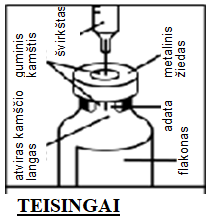 guminis
kamštis
švirkštas
metalinis
žiedas
atviras kamščio
langas
adata
flakonas
TEISINGAI